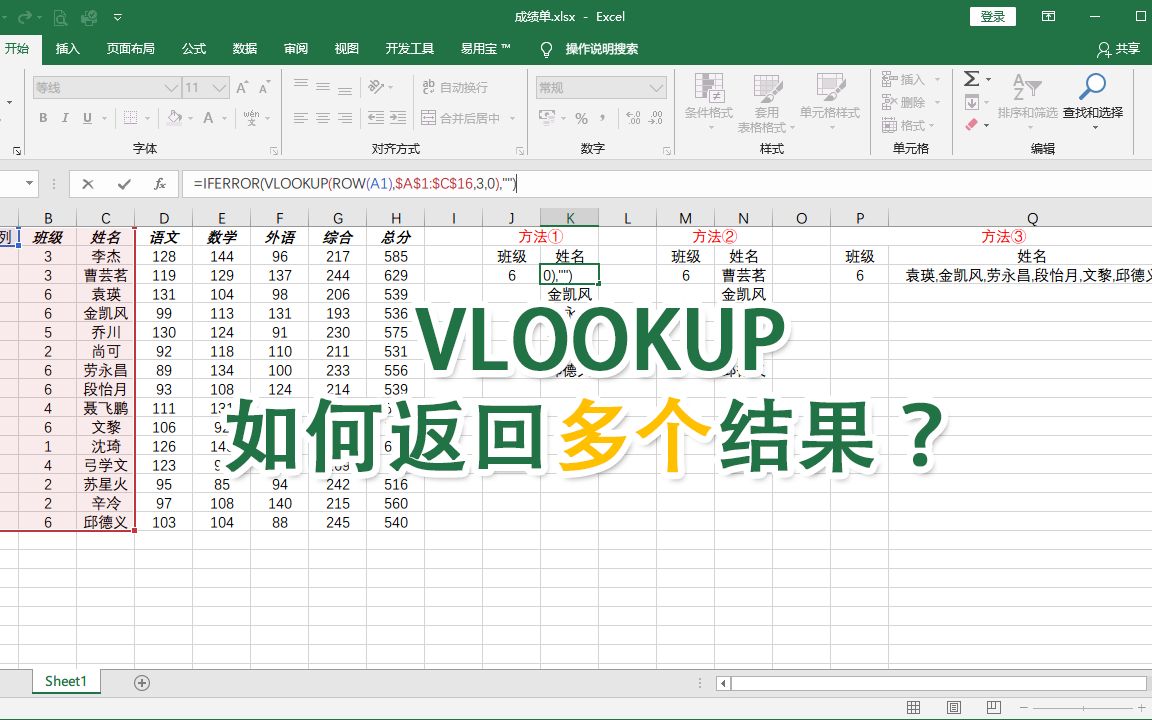 成绩单.xlsx - Excel
登录
开始 插入 页面布局 公式 数据 审阅 视图 开发工具 易用宝™ 操作说明搜索 共享
等线 11 A A ab 自动换行 常规 条件格式 套用 表格格式 单元格样式 插入 删除 格式 排序和筛选 查找和选择
B I U A wén 文 合并后居中 % ,
字体 对齐方式 数字 样式 单元格 编辑
=IFERROR(VLOOKUP(ROW(A1),$A$1:$C$16,3,0),"")
B C D E F G H I J K L M N O P Q
列 班级 姓名 语文 数学 外语 综合 总分 方法① 方法② 方法③
3 李杰 128 144 96 217 585 班级 姓名 班级 姓名 班级 姓名
3 曹芸茗 119 129 137 244 629 6 0),"") 6 曹芸茗 6 袁瑛,金凯风,劳永昌,段怡月,文黎,邱德义
6 袁瑛 131 104 98 206 539 金凯风 金凯风
6 金凯风 99 113 131 193 536
5 乔川 130 124 91 230 575
2 尚可 92 118 110 211 531
6 劳永昌 89 134 100 233 556
6 段怡月 93 108 124 214 539
4 聂飞鹏 111
6 文黎 106
1 沈琦 126
4 弓学文 123
2 苏星火 95 85 94 242 516
2 辛冷 97 108 140 215 560
6 邱德义 103 104 88 245 540
VLOOKUP
如何返回多个结果？
Sheet1